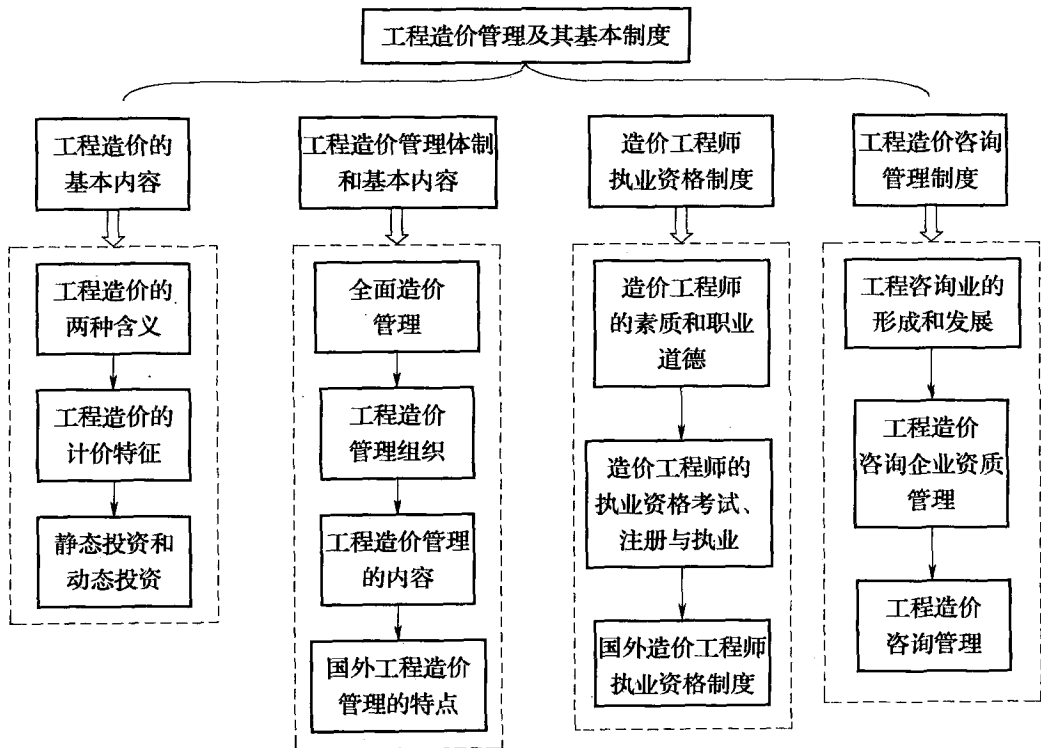 工程造价管理及其基本制度
工程造价的
基本内容
工程造价管理体制
和基本内容
造价工程师
执业资格制度
工程造价咨询
管理制度
工程造价的
两种含义
工程造价的
计价特征
静态投资和
动态投资
全面造价
管理
工程造价
管理组织
工程造价管理
的内容
国外工程造价
管理的特点
造价工程师
的素质和职业
道德
造价工程师的
执业资格考试、
注册与执业
国外造价工程师
执业资格制度
工程咨询业的
形成和发展
工程造价
咨询企业资质
管理
工程造价
咨询管理